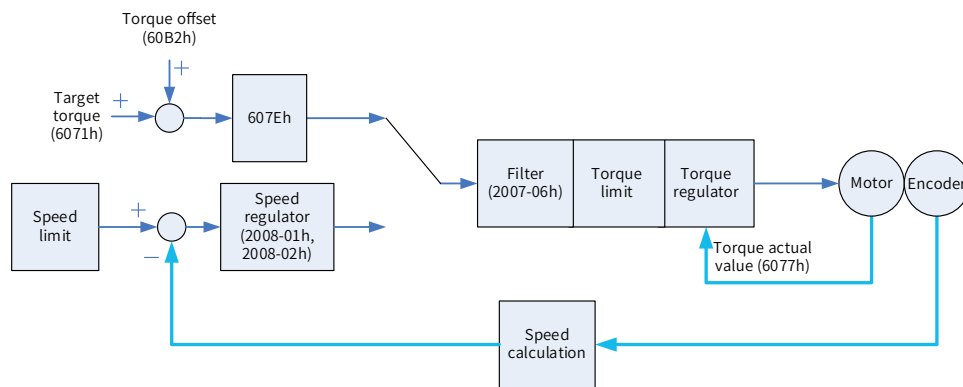 Torque offset
(60B2h)
+
Target
torque
(6071h)
+
607Eh
Speed
limit
+
−
Speed
regulator
(2008-01h,
2008-02h)
Filter
(2007-06h)
Torque
limit
Torque
regulator
Motor
Encoder
Torque actual
value (6077h)
Speed
calculation